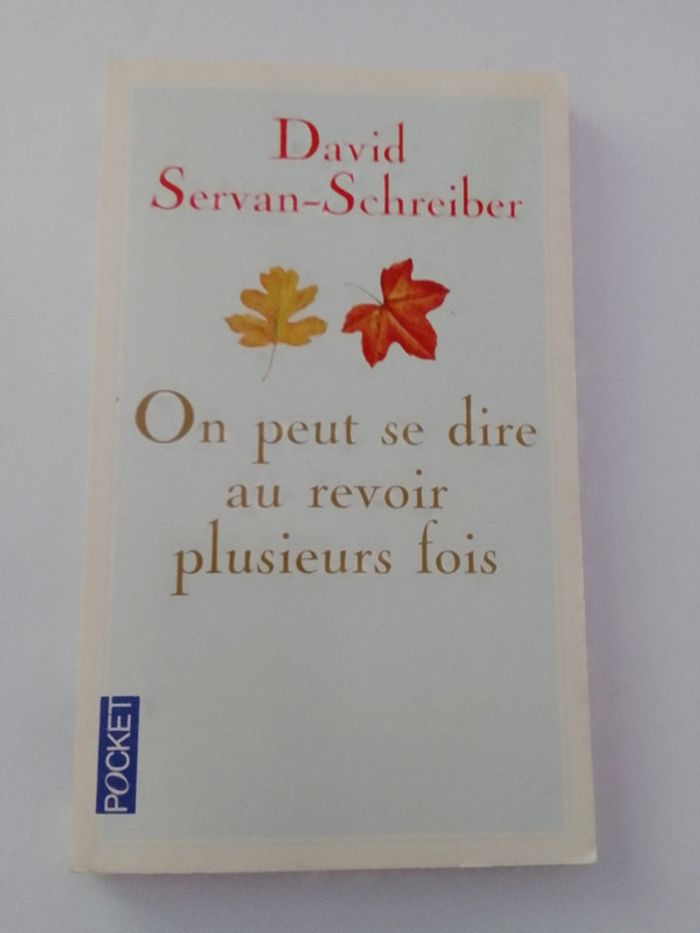 David
Servan-Schreiber
On peut se dire
au revoir
plusieurs fois
POCKET